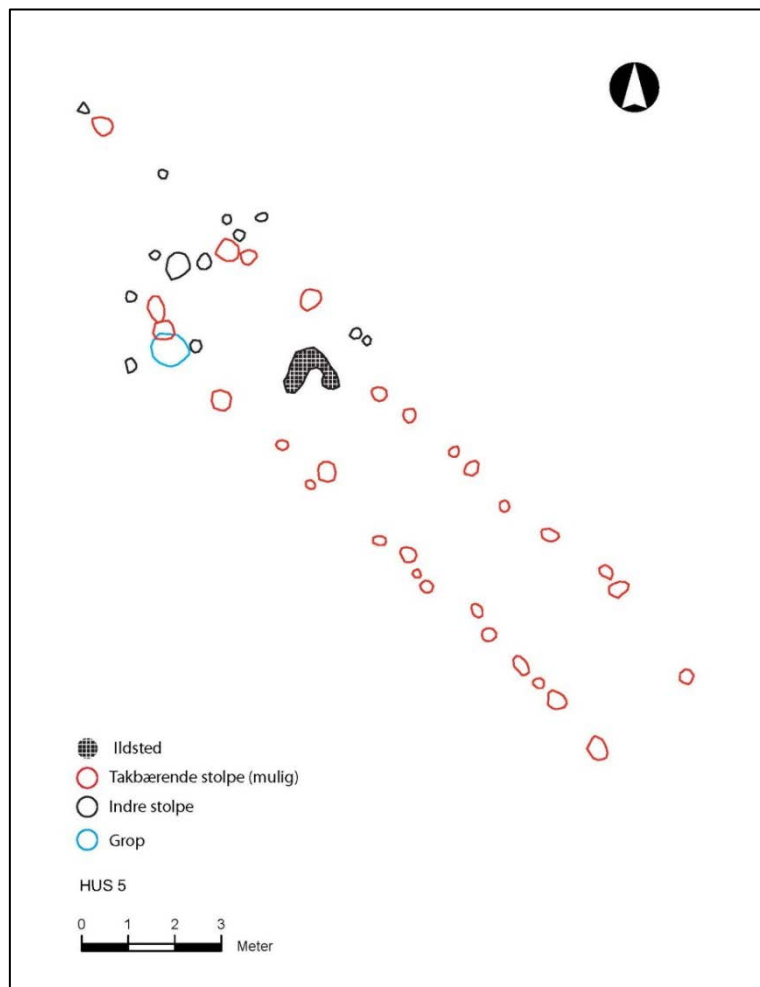 Ildsted
Takbærende stolpe (mulig)
Indre stolpe
Grop
HUS 5
0 1 2 3
Meter